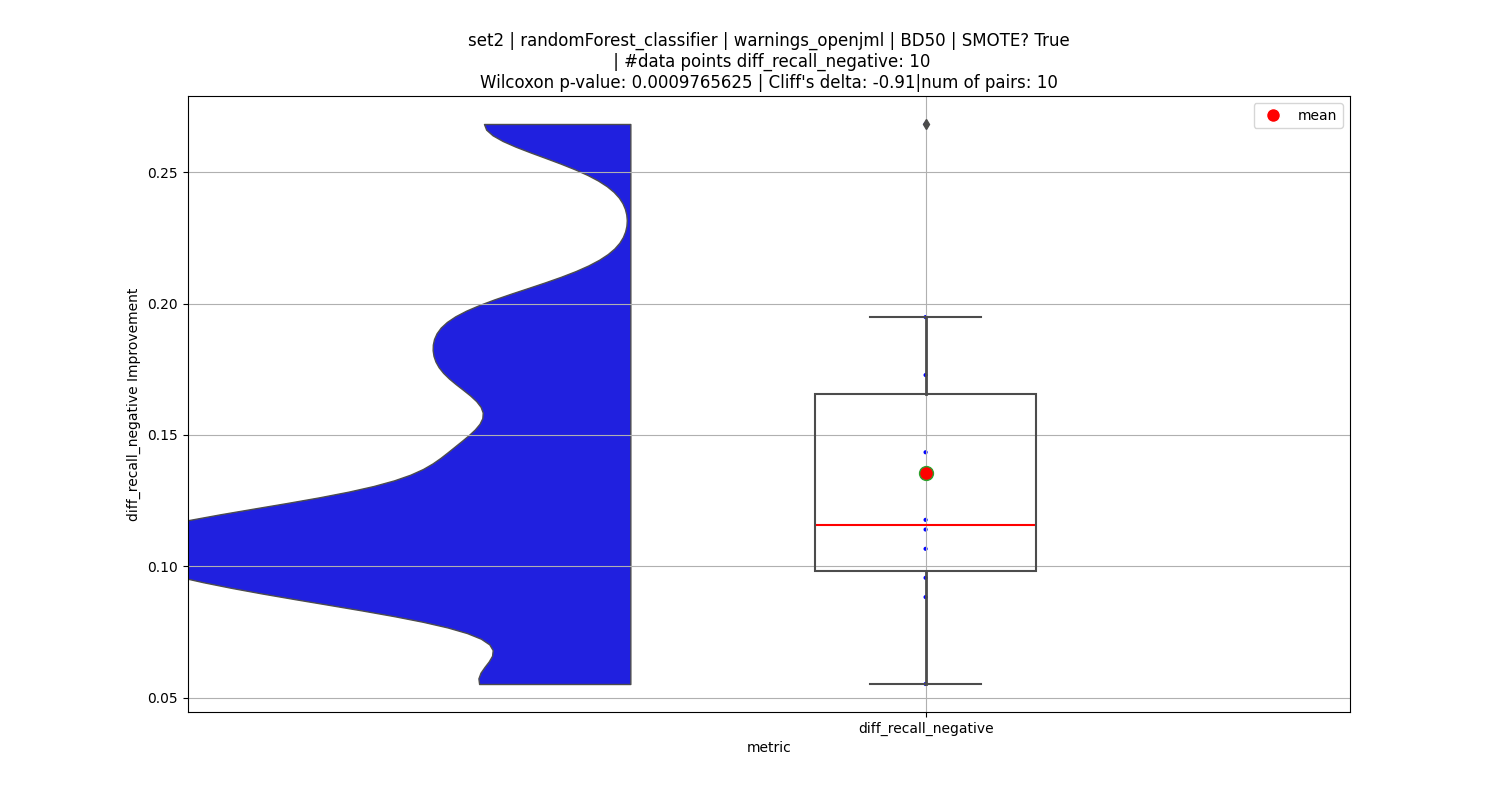 set2 | randomForest_classifier | warnings_openjml | BD50 | SMOTE? True
| #data points diff_recall_negative: 10
Wilcoxon p-value: 0.0009765625 | Cliff's delta: -0.91|num of pairs: 10
mean
0.25
0.20
0.15
0.10
0.05
diff_recall_negative Improvement
diff_recall_negative
metric